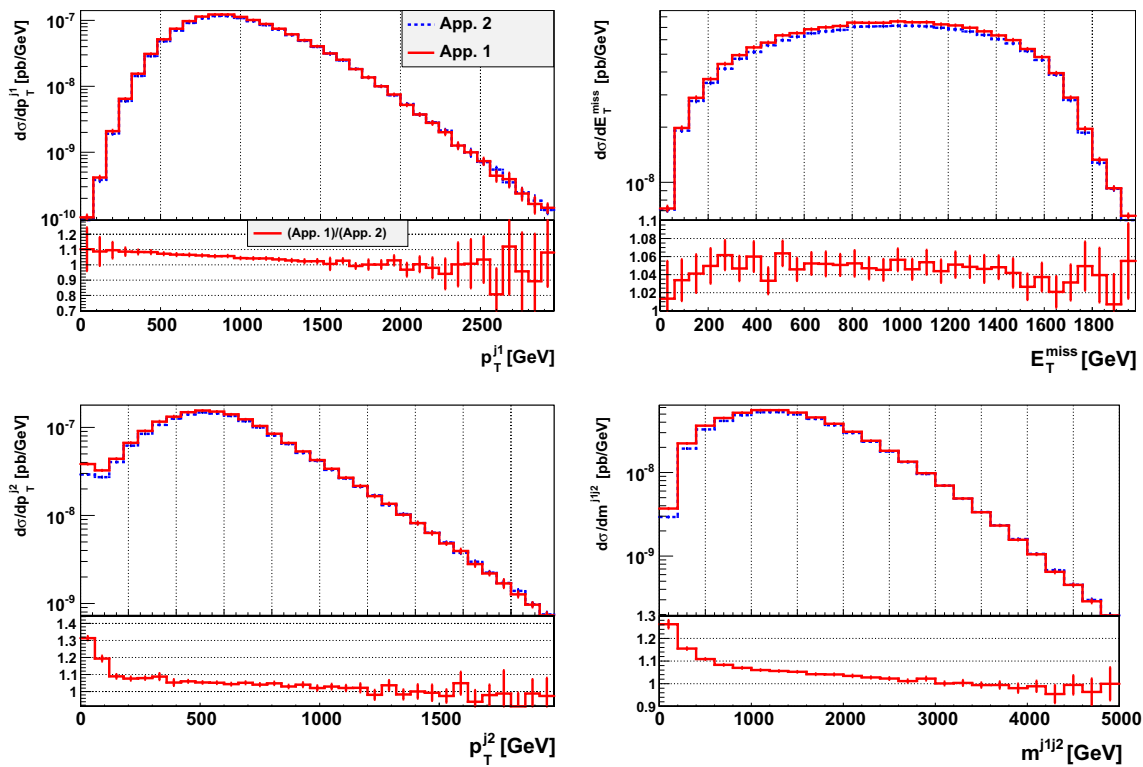 dσ/dp_T^j1 [pb/GeV]
10^-7
10^-8
10^-9
10^-10
App. 2
App. 1
1.2
1.1
1
0.9
0.8
0.7
(App. 1)/(App. 2)
0 500 1000 1500 2000 2500
p_T^j1 [GeV]
dσ/dE_T^miss [pb/GeV]
10^-8
1.1
1.08
1.06
1.04
1.02
1
0 200 400 600 800 1000 1200 1400 1600 1800
E_T^miss [GeV]
dσ/dp_T^j2 [pb/GeV]
10^-7
10^-8
10^-9
1.4
1.3
1.2
1.1
1
0 500 1000 1500
p_T^j2 [GeV]
dσ/dm^j1j2 [pb/GeV]
10^-8
10^-9
1.3
1.2
1.1
1
0.9
0 1000 2000 3000 4000 5000
m^j1j2 [GeV]